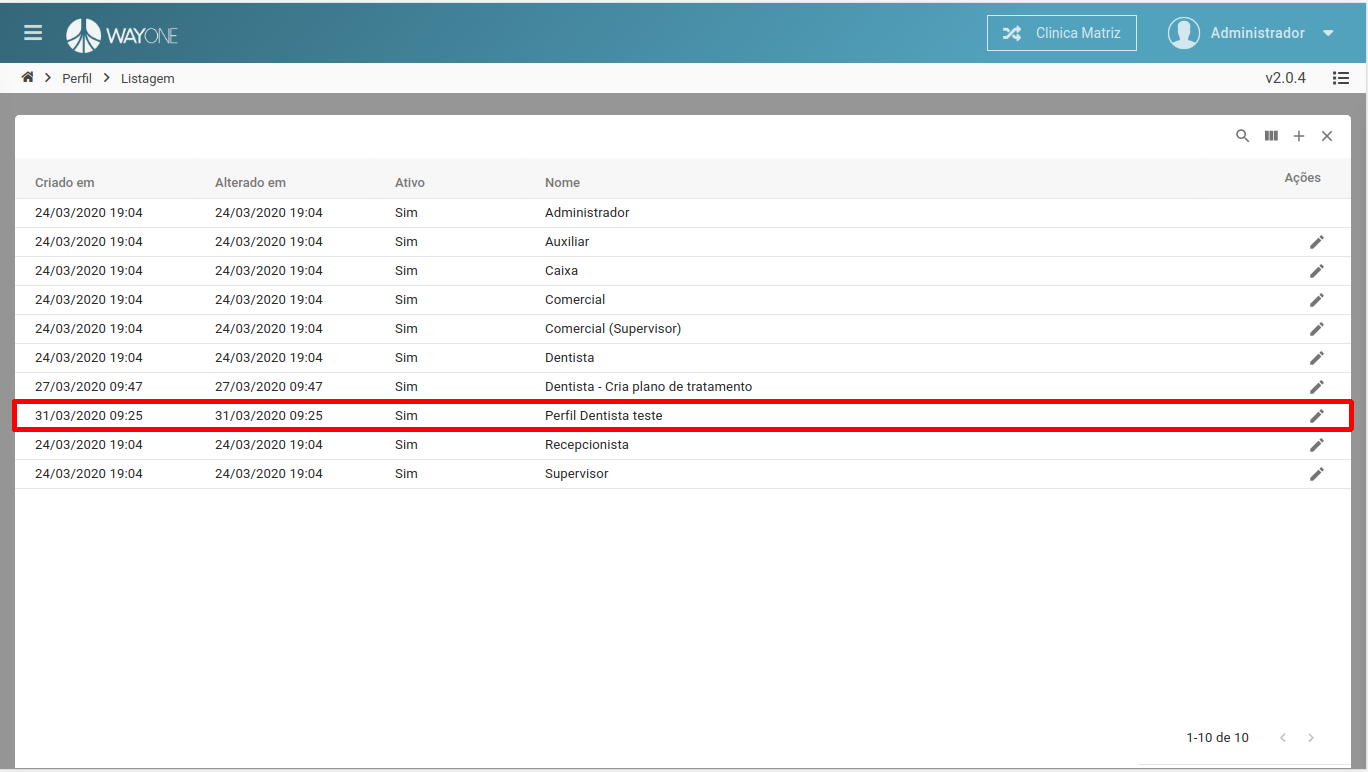 WAYONE
Clinica Matriz
Administrador
Perfil
Listagem
v2.0.4
Criado em Alterado em Ativo Nome Ações
24/03/2020 19:04 24/03/2020 19:04 Sim Administrador
24/03/2020 19:04 24/03/2020 19:04 Sim Auxiliar
24/03/2020 19:04 24/03/2020 19:04 Sim Caixa
24/03/2020 19:04 24/03/2020 19:04 Sim Comercial
24/03/2020 19:04 24/03/2020 19:04 Sim Comercial (Supervisor)
24/03/2020 19:04 24/03/2020 19:04 Sim Dentista
27/03/2020 09:47 27/03/2020 09:47 Sim Dentista - Cria plano de tratamento
31/03/2020 09:25 31/03/2020 09:25 Sim Perfil Dentista teste
24/03/2020 19:04 24/03/2020 19:04 Sim Recepcionista
24/03/2020 19:04 24/03/2020 19:04 Sim Supervisor
1-10 de 10